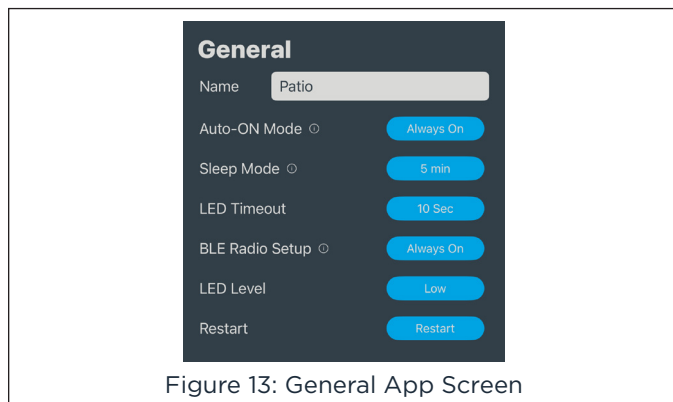 General
Name Patio
Auto-ON Mode ⓘ Always On
Sleep Mode ⓘ 5 min
LED Timeout 10 Sec
BLE Radio Setup ⓘ Always On
LED Level Low
Restart Restart
Figure 13: General App Screen